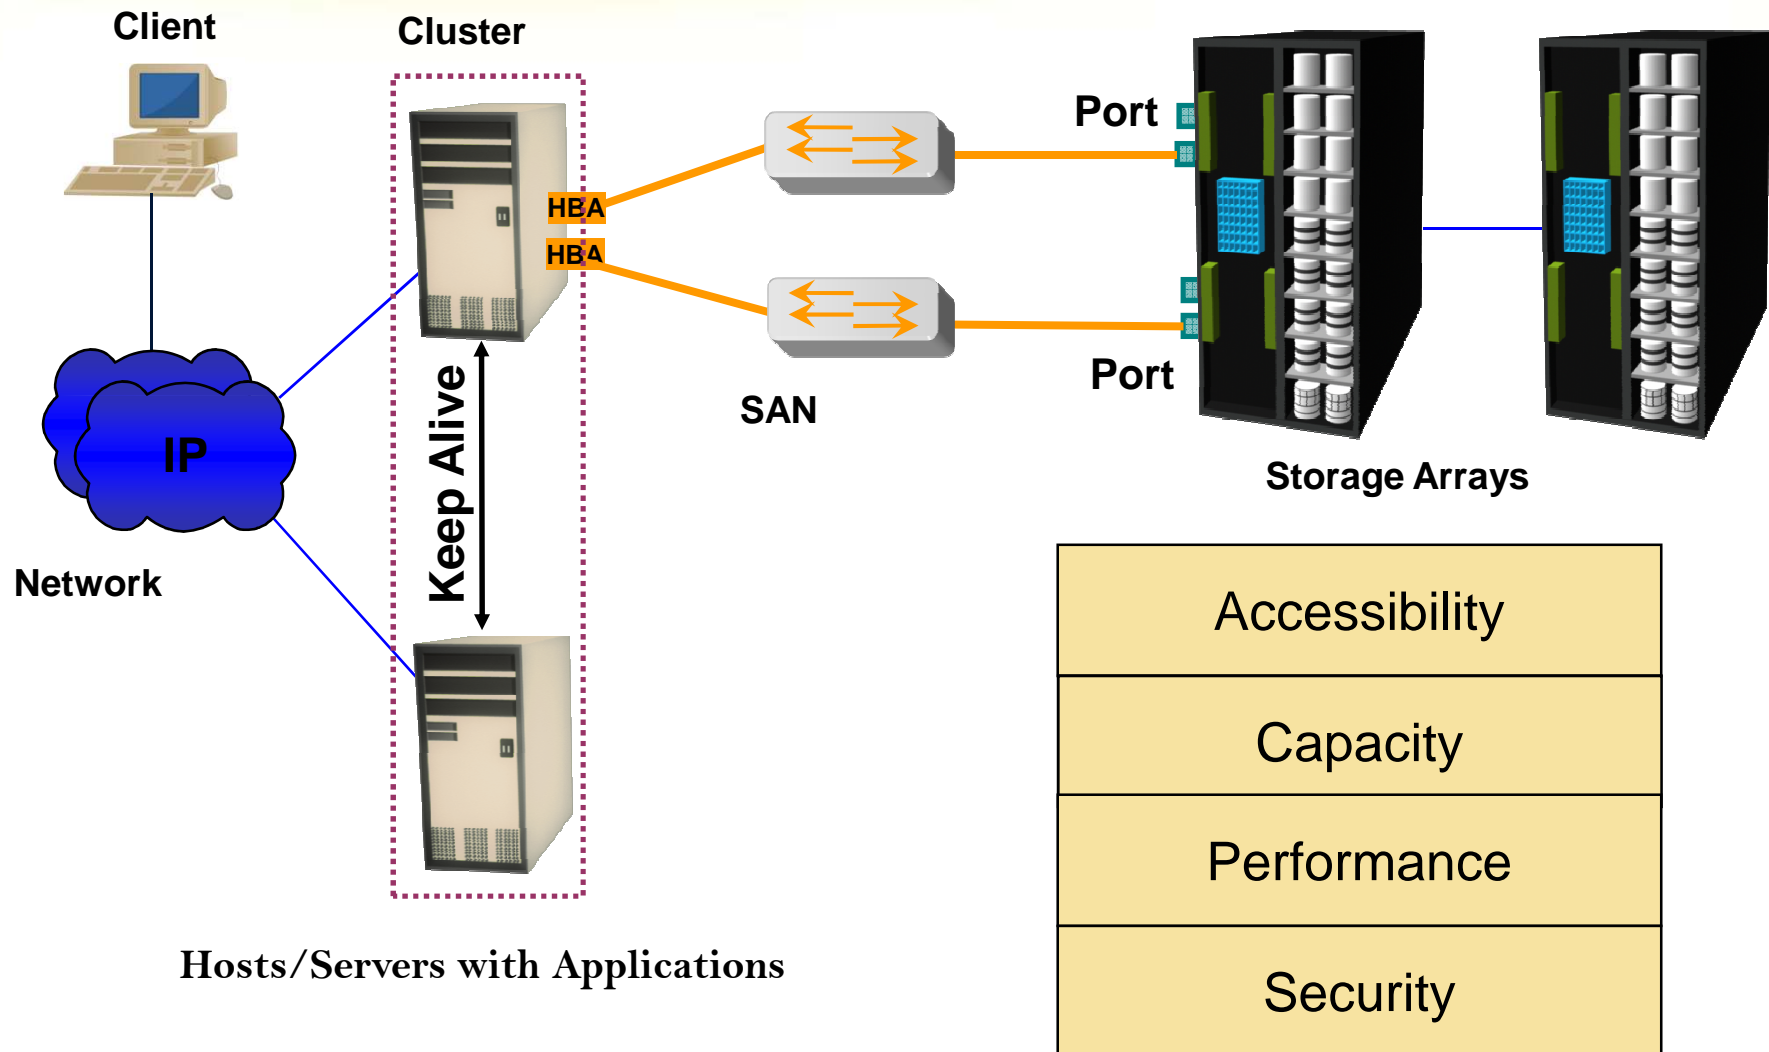 Client
Cluster
Port
HBA
HBA
Port
SAN
Keep Alive
IP
Network
Storage Arrays
Hosts/Servers with Applications
Accessibility
Capacity
Performance
Security